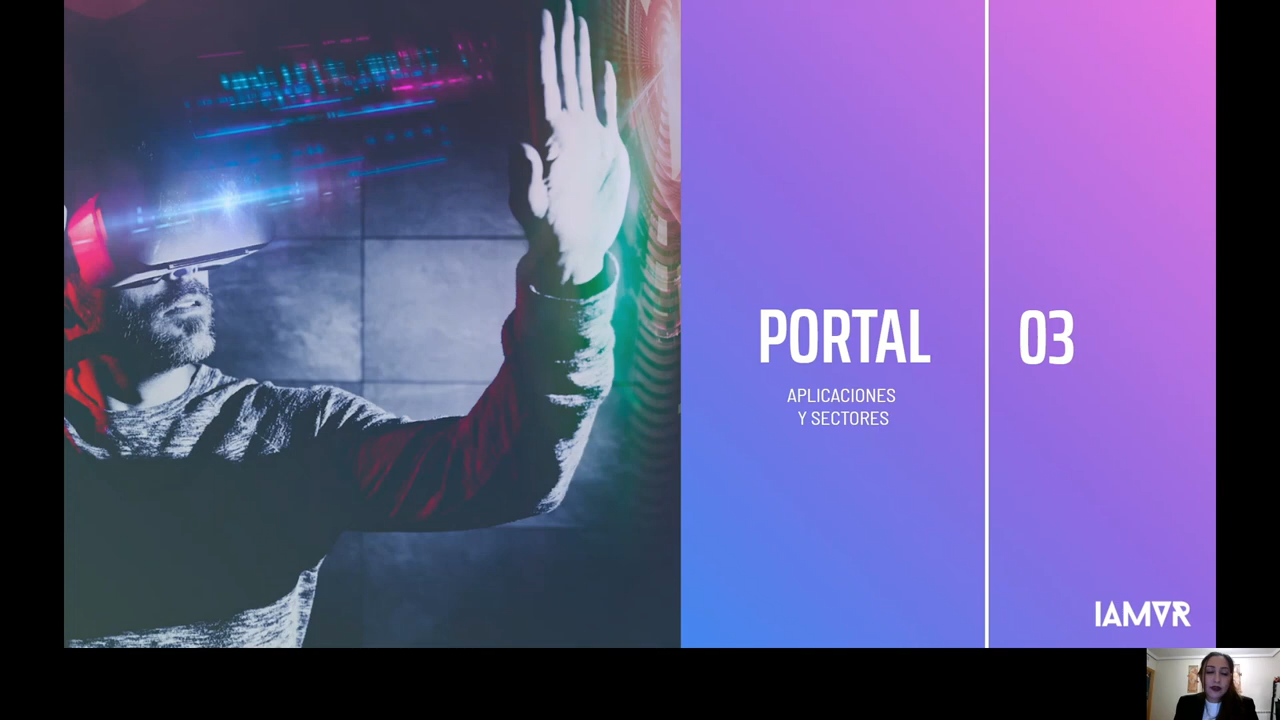 PORTAL
03
APLICACIONES
Y SECTORES
IAMVR